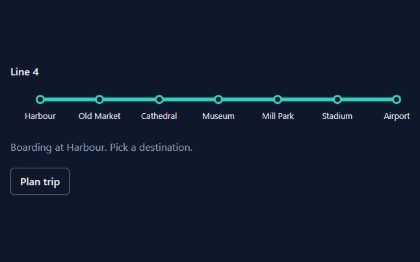 Line 4
Harbour Old Market Cathedral Museum Mill Park Stadium Airport
Boarding at Harbour. Pick a destination.
Plan trip